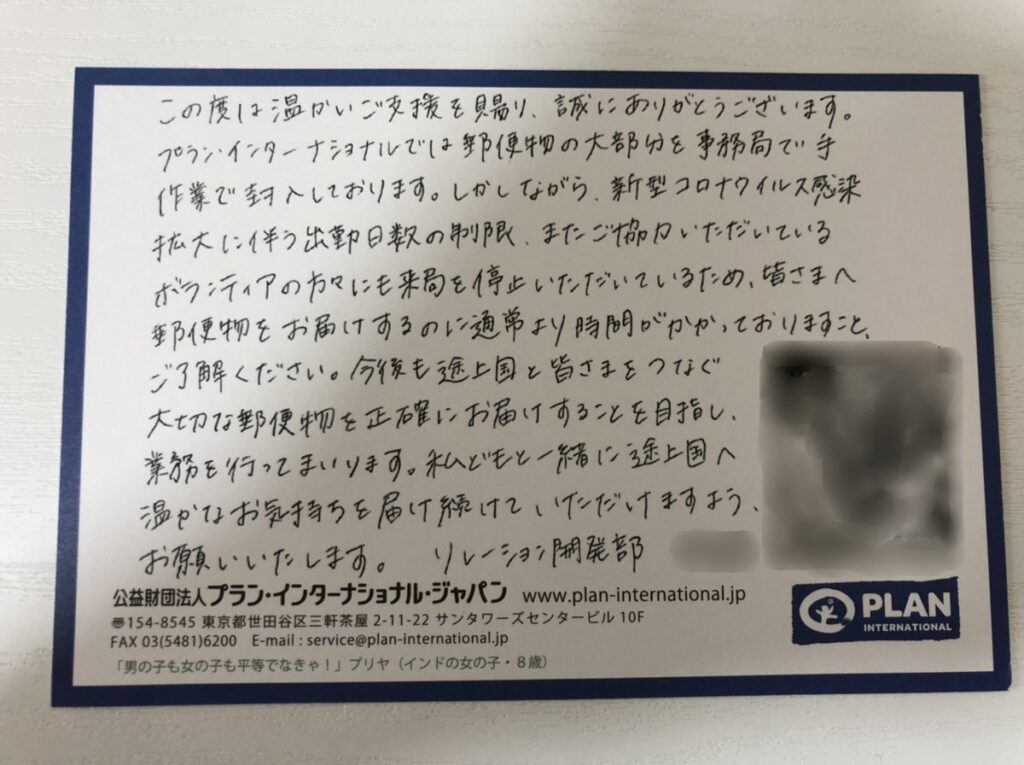 この度は温かいご支援を賜り、誠にありがとうございます。
プラン・インターナショナルでは郵便物の大部分を事務局で手
作業で封入しております。しかしながら、新型コロナウイルス感染
拡大に伴う出勤日数の制限、またご協力いただいている
ボランティアの方々にも来局を停止いただいているため、皆さまへ
郵便物をお届けするのに通常より時間がかかっておりますこと、
ご了解ください。今後も途上国と皆さまをつなぐ
大切な郵便物を正確にお届けすることを目指し、
業務を行ってまいります。私どもと一緒に途上国へ
温かなお気持ちを届け続けていただけますよう、
お願いいたします。 リレーション開発部
公益財団法人プラン・インターナショナル・ジャパン www.plan-international.jp
〠154-8545 東京都世田谷区三軒茶屋 2-11-22 サンタワーズセンタービル 10F
FAX 03(5481)6200 E-mail : service@plan-international.jp
「男の子も女の子も平等でなきゃ！」プリヤ（インドの女の子・８歳）
PLAN
INTERNATIONAL